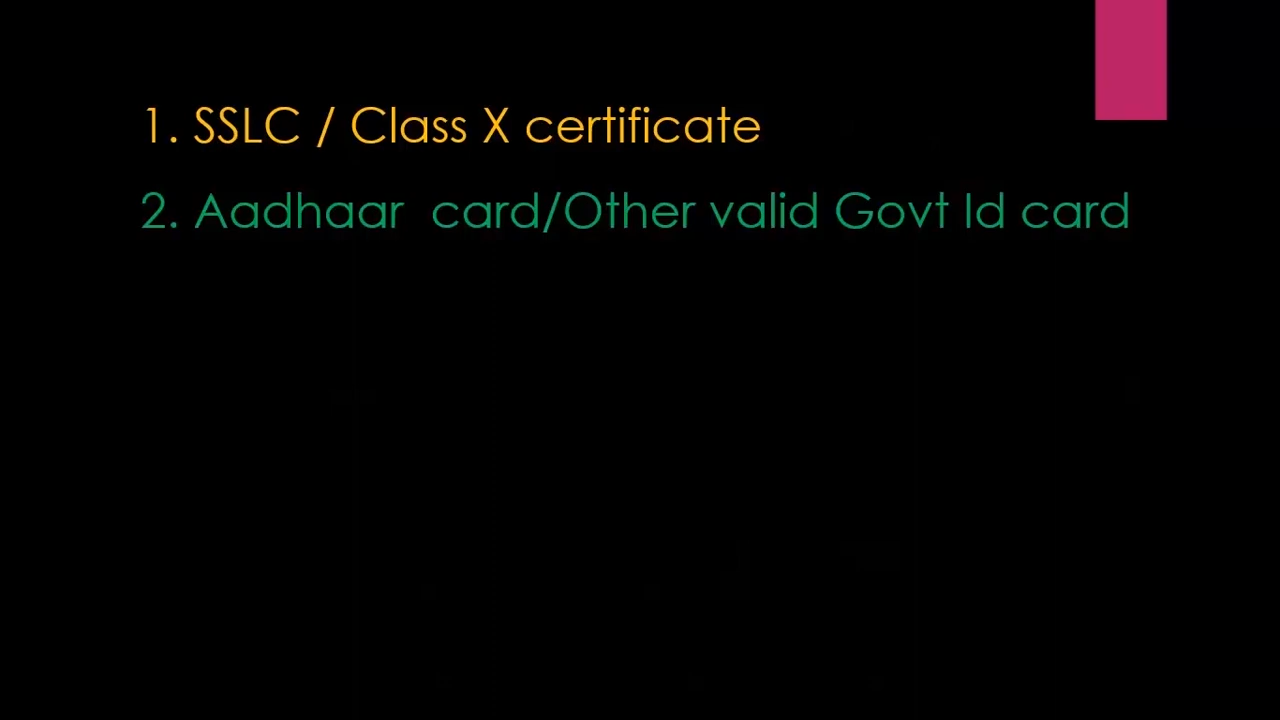 1. SSLC / Class X certificate
2. Aadhaar card/Other valid Govt Id card